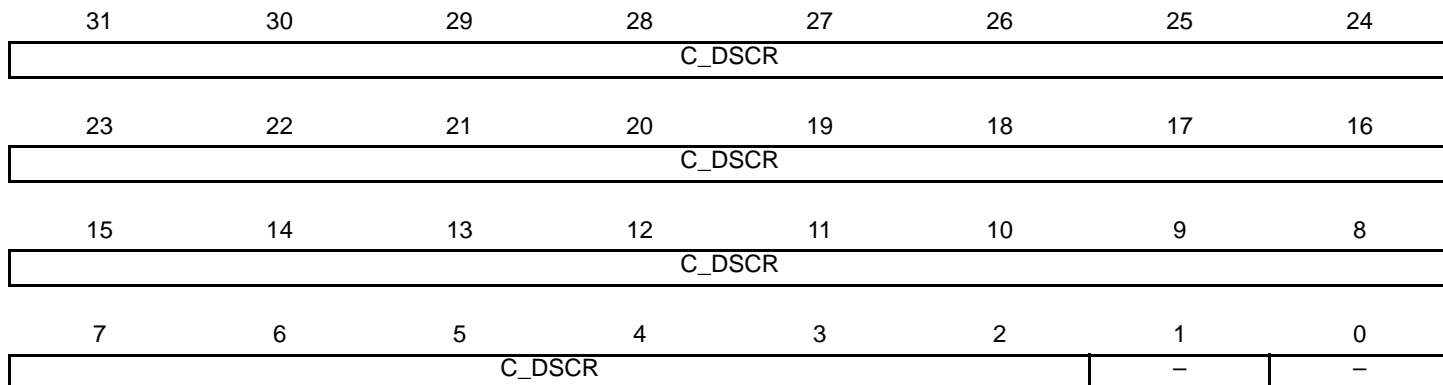 31 30 29 28 27 26 25 24
C_DSCR
23 22 21 20 19 18 17 16
C_DSCR
15 14 13 12 11 10 9 8
C_DSCR
7 6 5 4 3 2 1 0
C_DSCR – –